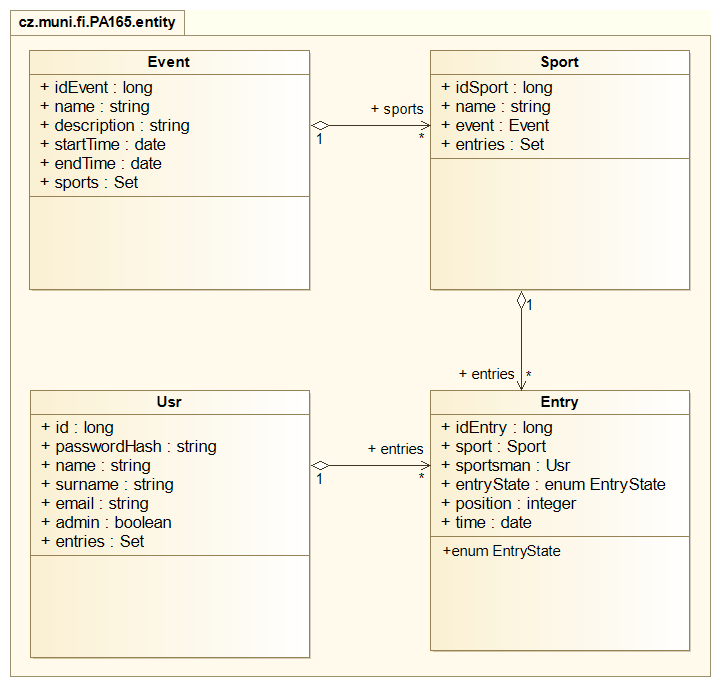 cz.muni.fi.PA165.entity
Event
+ idEvent : long
+ name : string
+ description : string
+ startTime : date
+ endTime : date
+ sports : Set
+ sports
1
*
Sport
+ idSport : long
+ name : string
+ event : Event
+ entries : Set
1
+ entries
*
Usr
+ id : long
+ passwordHash : string
+ name : string
+ surname : string
+ email : string
+ admin : boolean
+ entries : Set
+ entries
1
*
Entry
+ idEntry : long
+ sport : Sport
+ sportsman : Usr
+ entryState : enum EntryState
+ position : integer
+ time : date
+enum EntryState